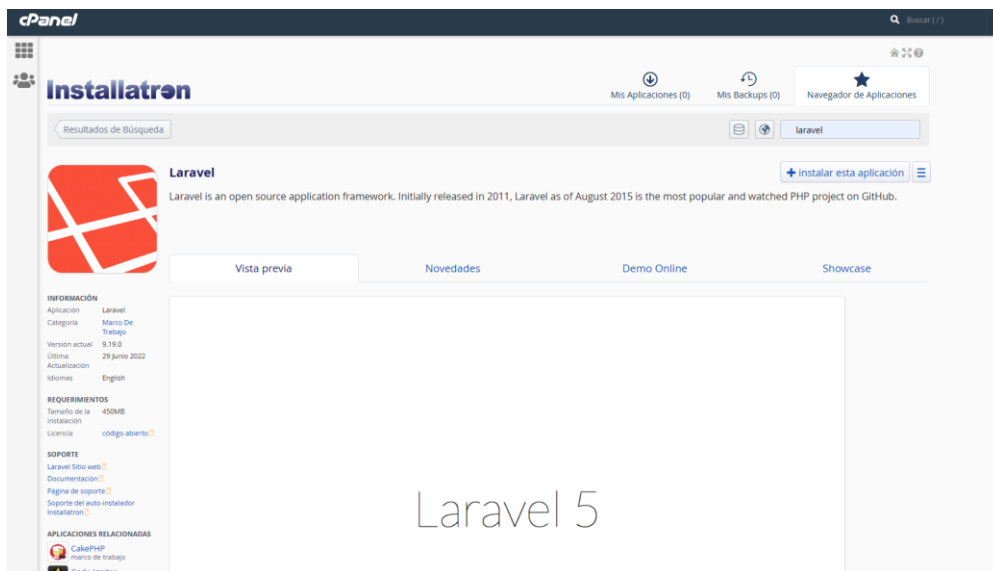 cPanel
Buscar ( / )
Installatron
Mis Aplicaciones (0)
Mis Backups (0)
Navegador de Aplicaciones
Resultados de Búsqueda
laravel
Laravel
instalar esta aplicación
Laravel is an open source application framework. Initially released in 2011, Laravel as of August 2015 is the most popular and watched PHP project on GitHub.
Vista previa
Novedades
Demo Online
Showcase
INFORMACIÓN
Aplicación Laravel
Categoría Marco De
Trabajo
Versión actual 9.19.0
Última 29 Junio 2022
Actualización
Idiomas English
REQUERIMIENTOS
Tamaño de la 450MB
instalación
Licencia código abierto
SOPORTE
Laravel Sitio web
Documentación
Página de soporte
Soporte del auto-instalador
Installatron
APLICACIONES RELACIONADAS
CakePHP
marco de trabajo
Laravel 5